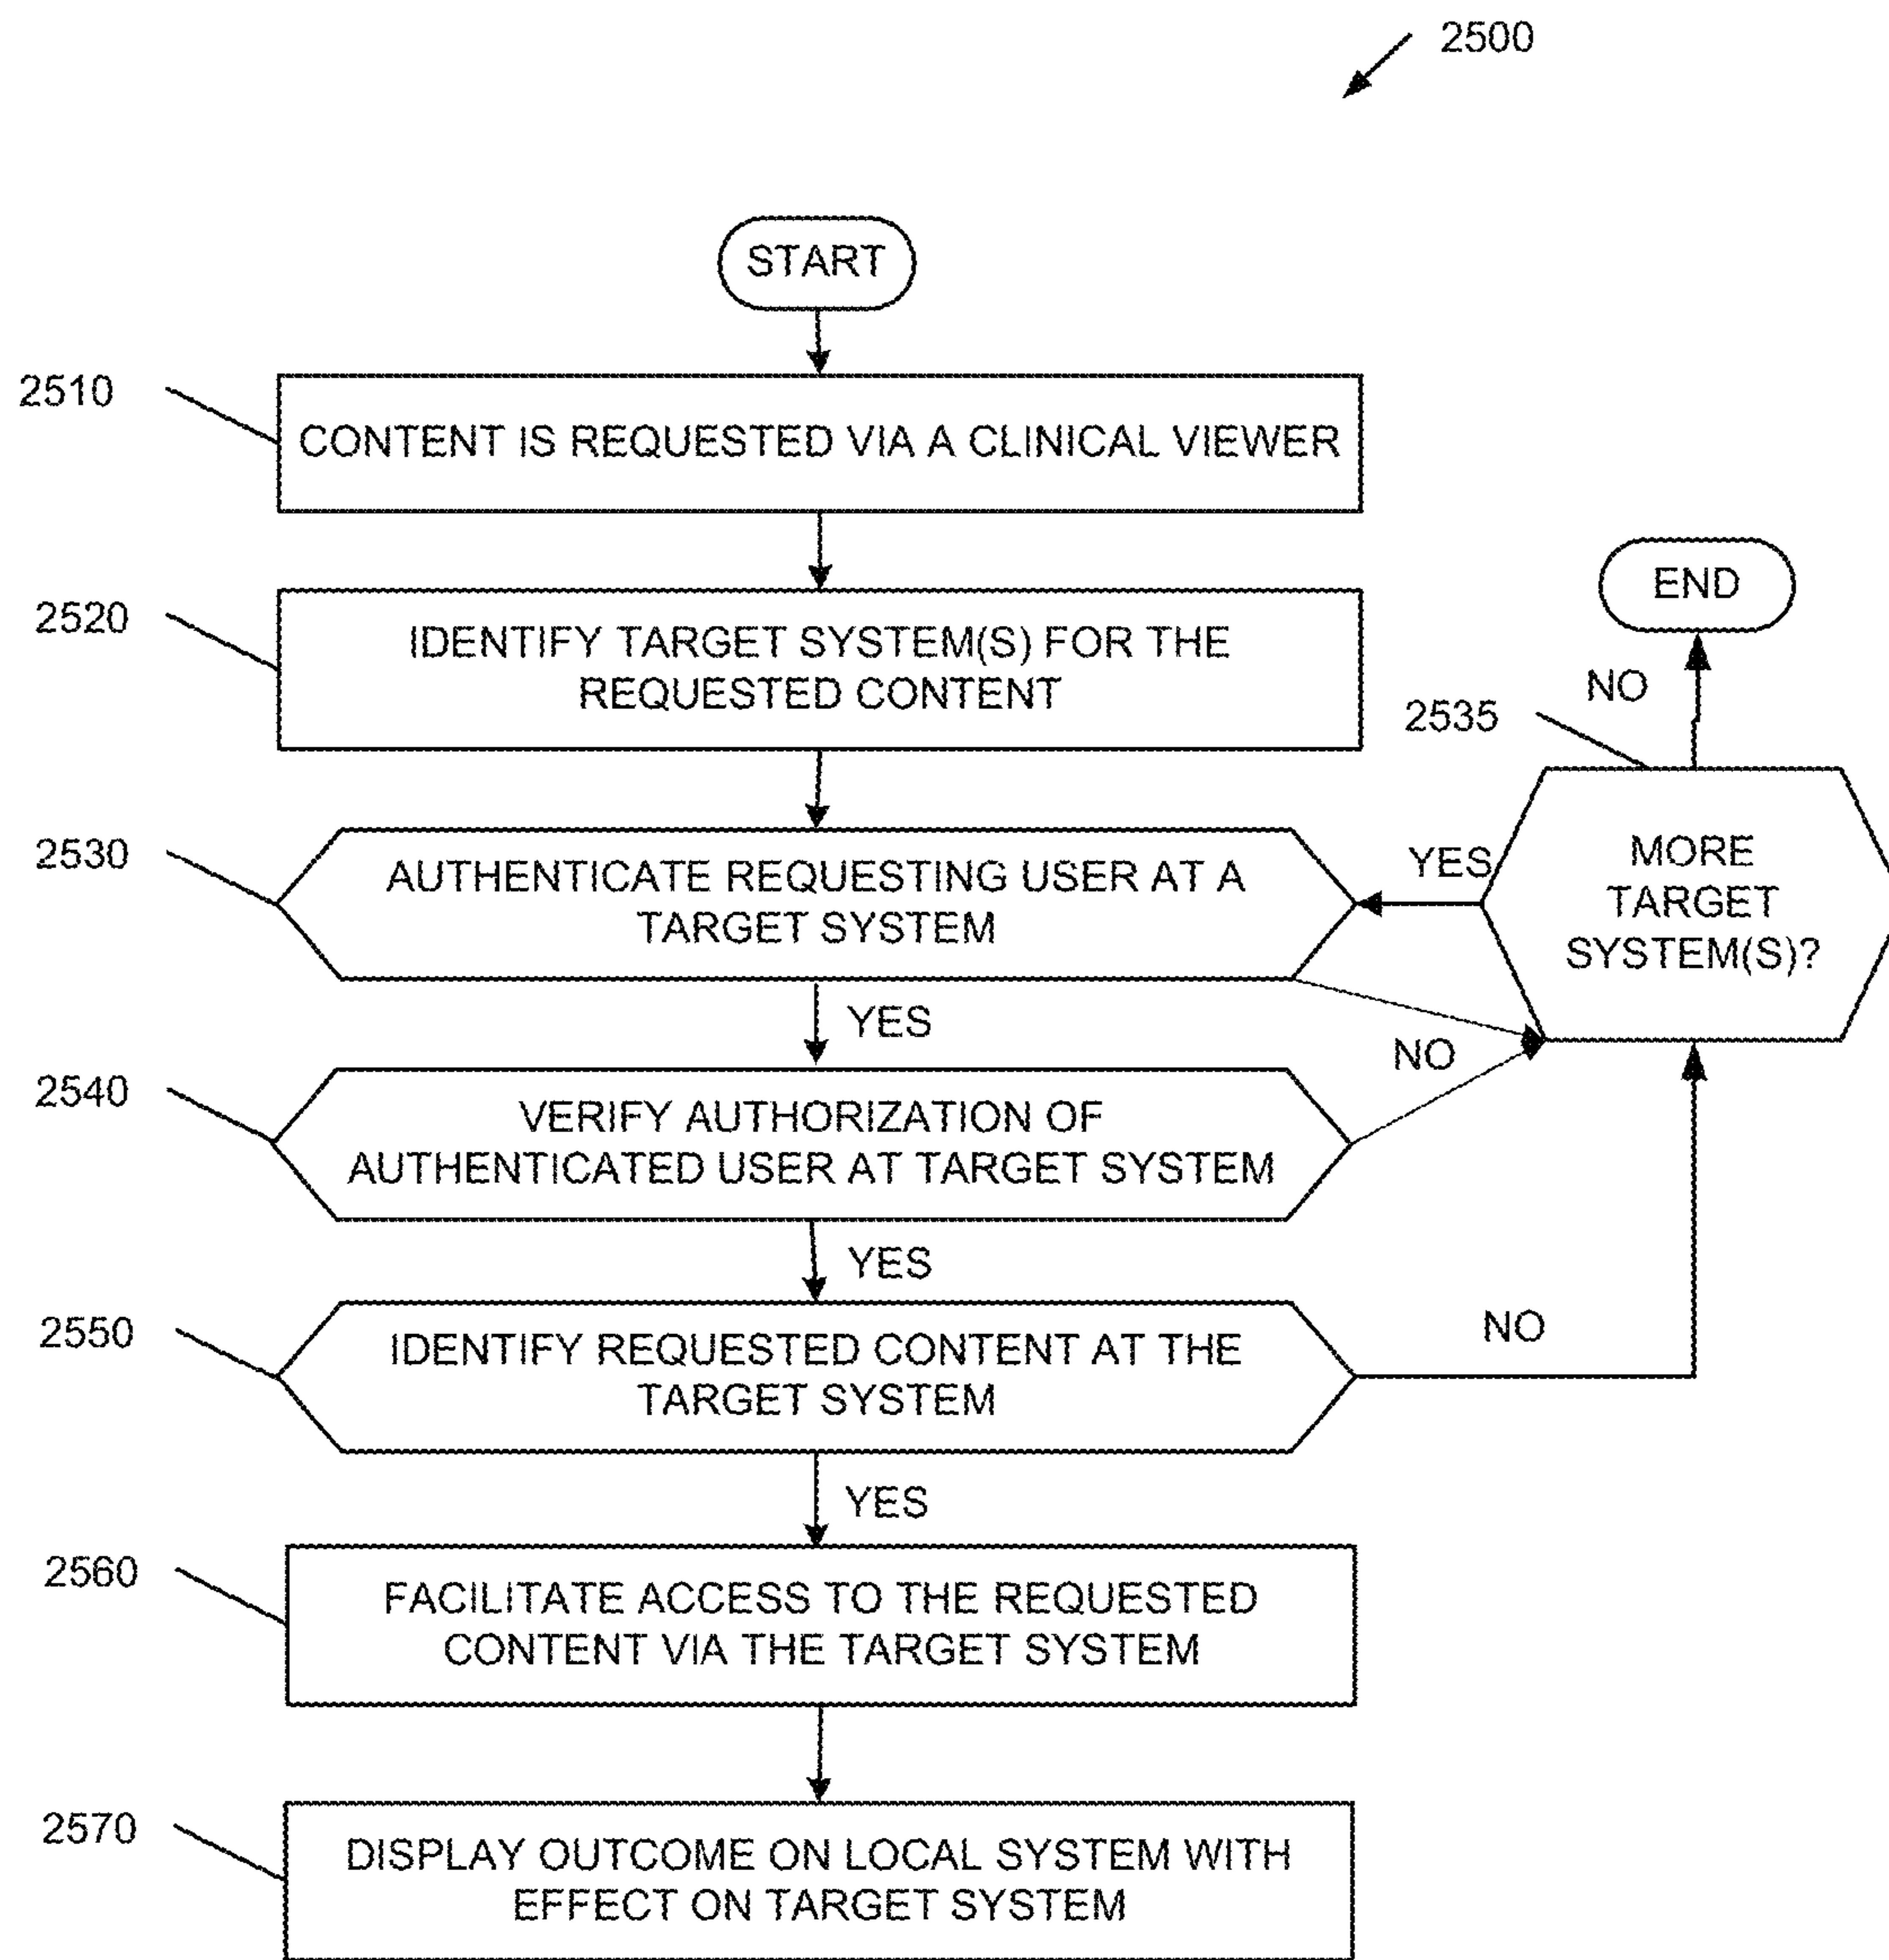 2500
START
2510
CONTENT IS REQUESTED VIA A CLINICAL VIEWER
2520
IDENTIFY TARGET SYSTEM(S) FOR THE
REQUESTED CONTENT
END
NO
2535
2530
AUTHENTICATE REQUESTING USER AT A
TARGET SYSTEM
YES
MORE
TARGET
SYSTEM(S)?
YES
NO
2540
VERIFY AUTHORIZATION OF
AUTHENTICATED USER AT TARGET SYSTEM
YES
2550
IDENTIFY REQUESTED CONTENT AT THE
TARGET SYSTEM
NO
YES
2560
FACILITATE ACCESS TO THE REQUESTED
CONTENT VIA THE TARGET SYSTEM
2570
DISPLAY OUTCOME ON LOCAL SYSTEM WITH
EFFECT ON TARGET SYSTEM